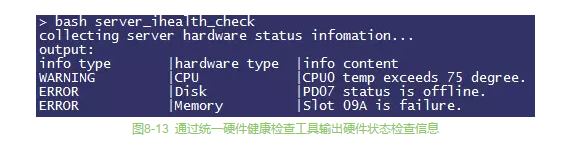 > bash server_ihealth_check
collecting server hardware status infomation...
output:
info type |hardware type |info content
WARNING |CPU |CPU0 temp exceeds 75 degree.
ERROR |Disk |PD07 status is offline.
ERROR |Memory |Slot 09A is failure.
图8-13 通过统一硬件健康检查工具输出硬件状态检查信息